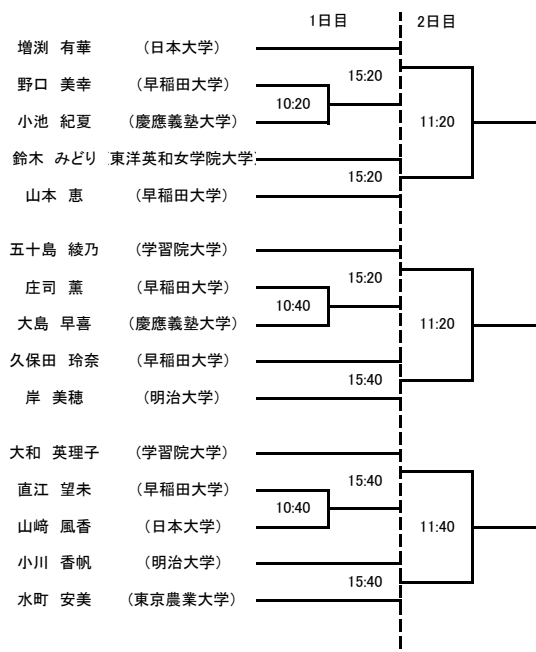 1日目 2日目
増渕 有華 (日本大学)
15:20
野口 美幸 (早稲田大学)
10:20
小池 紀夏 (慶應義塾大学)
11:20
鈴木 みどり (東洋英和女学院大学)
15:20
山本 恵 (早稲田大学)
五十島 綾乃 (学習院大学)
15:20
庄司 薫 (早稲田大学)
10:40
大島 早喜 (慶應義塾大学)
11:20
久保田 玲奈 (早稲田大学)
15:40
岸 美穂 (明治大学)
大和 英理子 (学習院大学)
15:40
直江 望未 (早稲田大学)
10:40
山﨑 風香 (日本大学)
11:40
小川 香帆 (明治大学)
15:40
水町 安美 (東京農業大学)